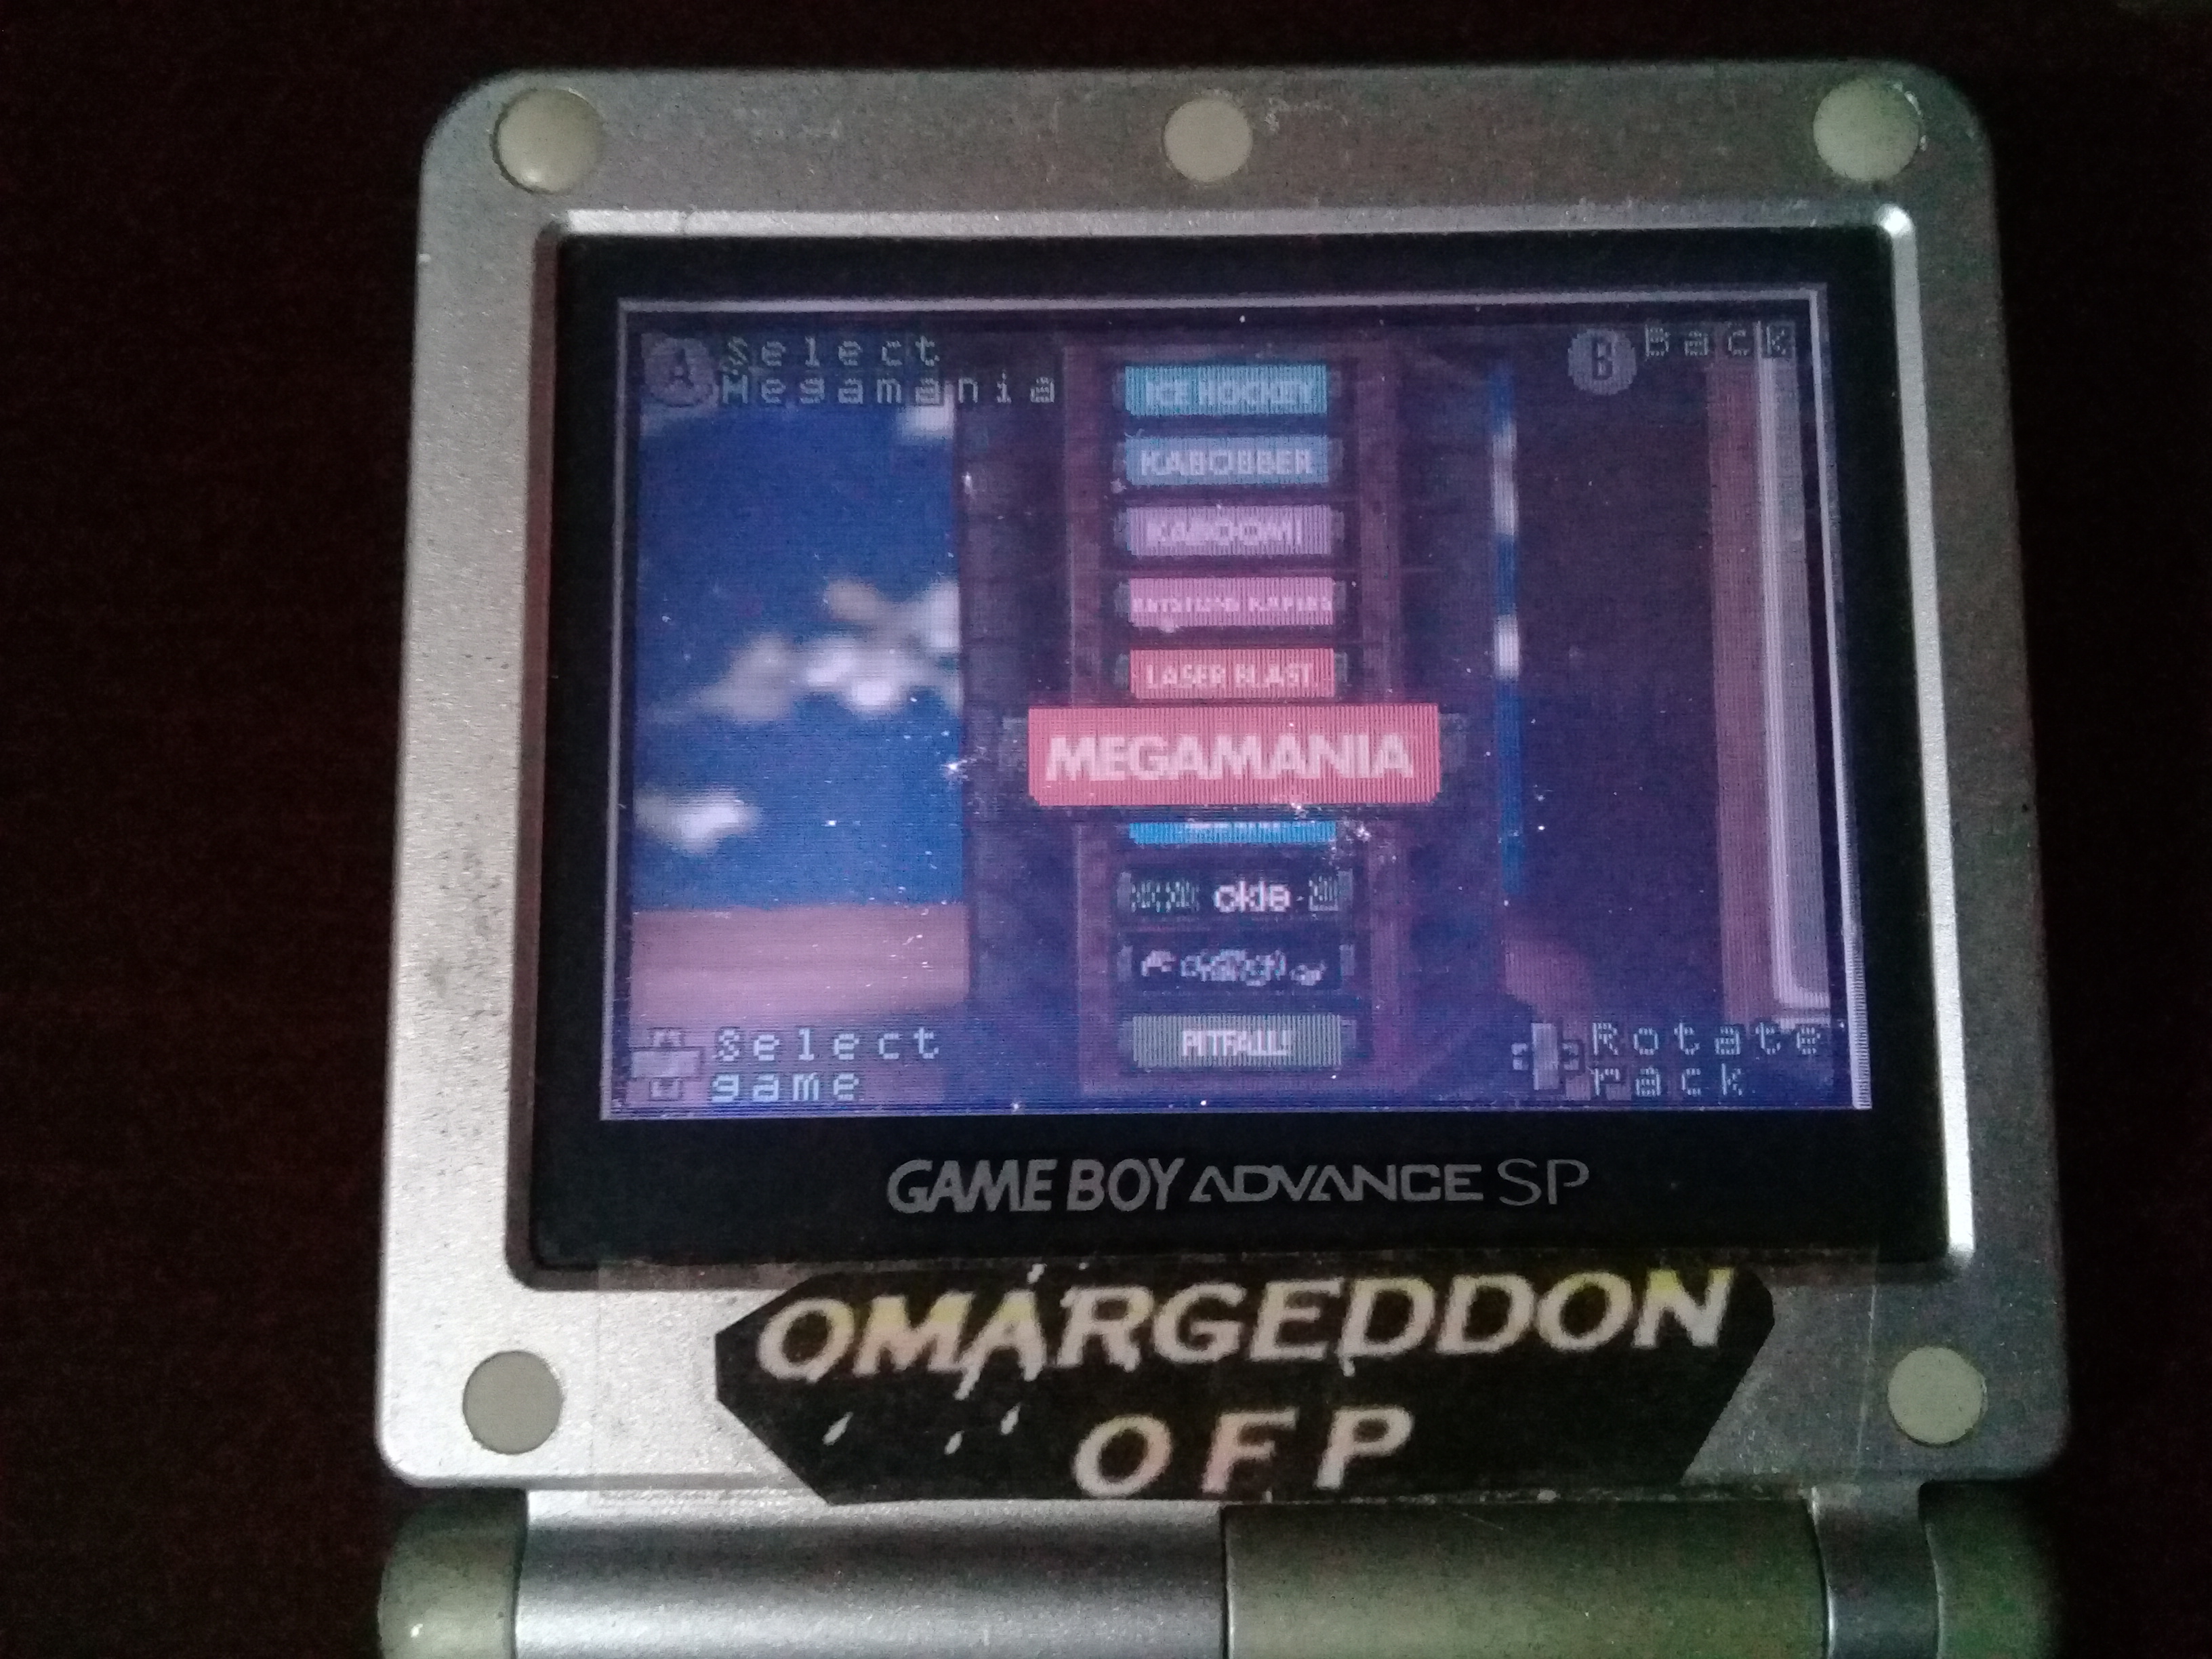 A Select
Megamania
B Back
ICE HOCKEY
KABOBBER
KABOOM!
LASER BLAST
MEGAMANIA
okie
PITFALL!
Select
game
Rotate
rack
GAME BOY ADVANCE SP
OMARGEDDON
OFP